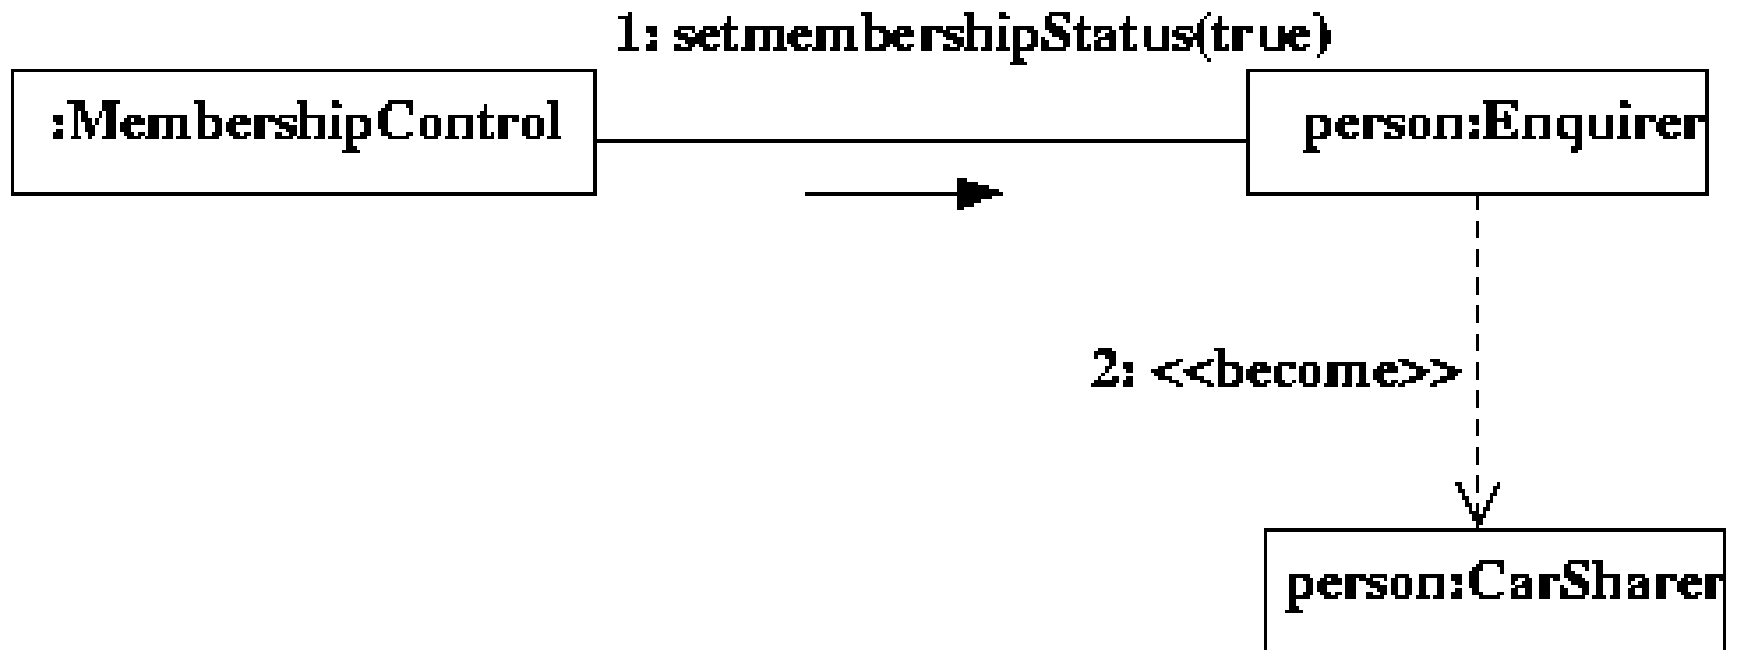 1: setmembershipStatus(true)
:MembershipControl
person:Enquirer
2: <<become>>
person:CarSharer